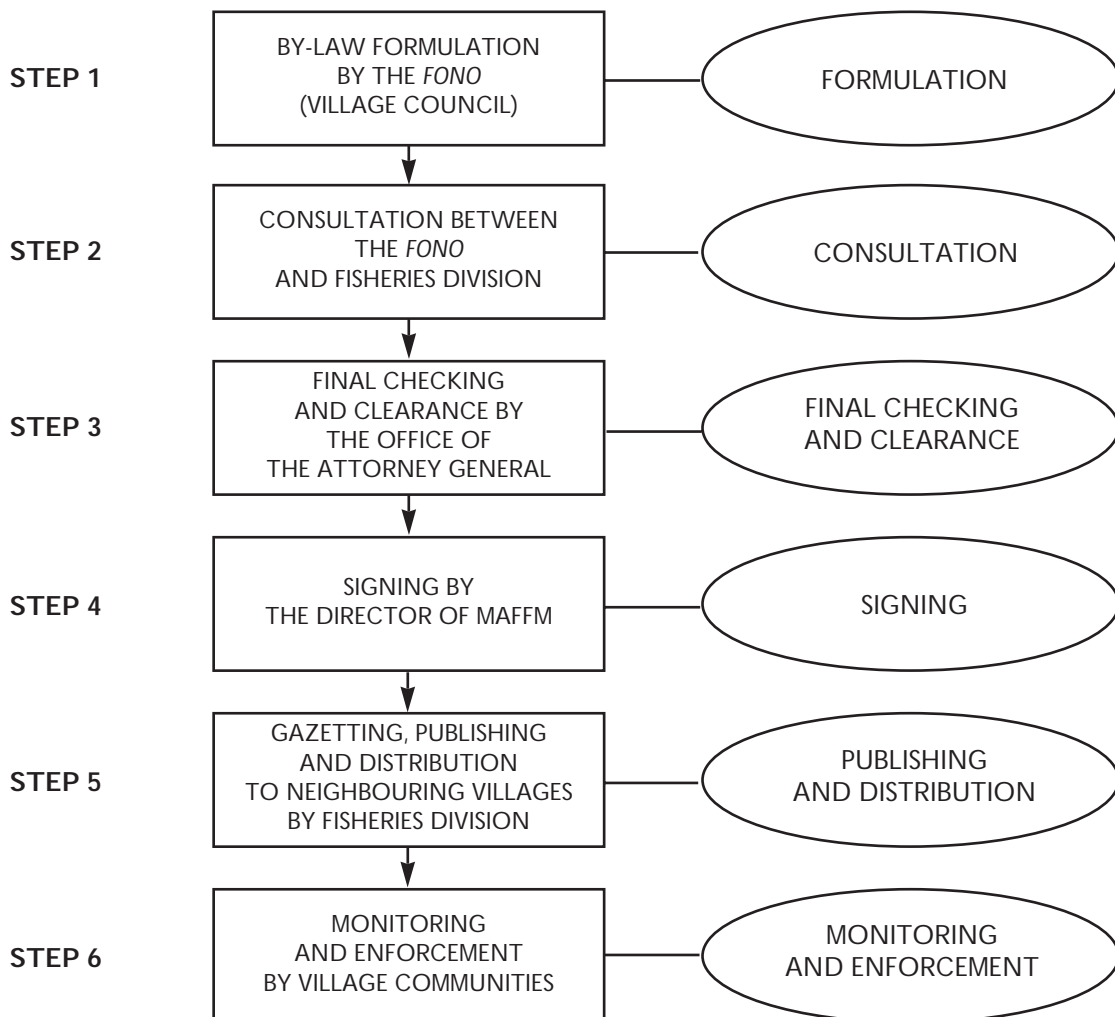 STEP 1
BY-LAW FORMULATION
BY THE FONO
(VILLAGE COUNCIL)
FORMULATION
STEP 2
CONSULTATION BETWEEN
THE FONO
AND FISHERIES DIVISION
CONSULTATION
STEP 3
FINAL CHECKING
AND CLEARANCE BY
THE OFFICE OF
THE ATTORNEY GENERAL
FINAL CHECKING
AND CLEARANCE
STEP 4
SIGNING BY
THE DIRECTOR OF MAFFM
SIGNING
STEP 5
GAZETTING, PUBLISHING
AND DISTRIBUTION
TO NEIGHBOURING VILLAGES
BY FISHERIES DIVISION
PUBLISHING
AND DISTRIBUTION
STEP 6
MONITORING
AND ENFORCEMENT
BY VILLAGE COMMUNITIES
MONITORING
AND ENFORCEMENT